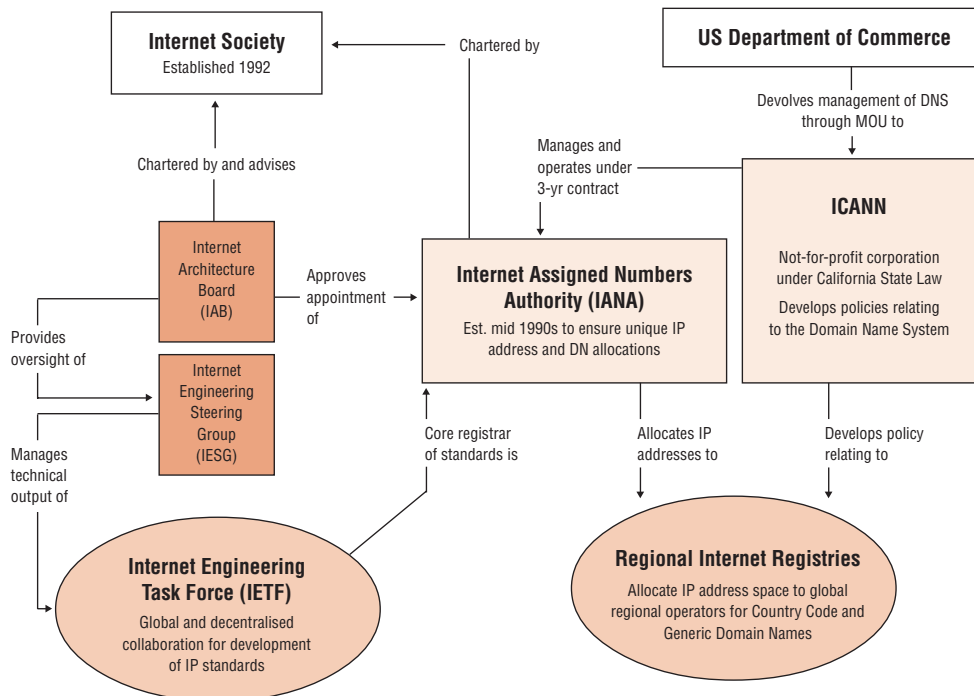 Internet Society
Established 1992
Chartered by
US Department of Commerce
Devolves management of DNS
through MOU to
Chartered by and advises
Manages and
operates under
3-yr contract
ICANN
Not-for-profit corporation
under California State Law
Develops policies relating
to the Domain Name System
Internet
Architecture
Board
(IAB)
Approves
appointment
of
Internet Assigned Numbers
Authority (IANA)
Est. mid 1990s to ensure unique IP
address and DN allocations
Provides
oversight of
Internet
Engineering
Steering
Group
(IESG)
Manages
technical
output of
Core registrar
of standards is
Allocates IP
addresses to
Develops policy
relating to
Internet Engineering
Task Force (IETF)
Global and decentralised
collaboration for development
of IP standards
Regional Internet Registries
Allocate IP address space to global
regional operators for Country Code and
Generic Domain Names